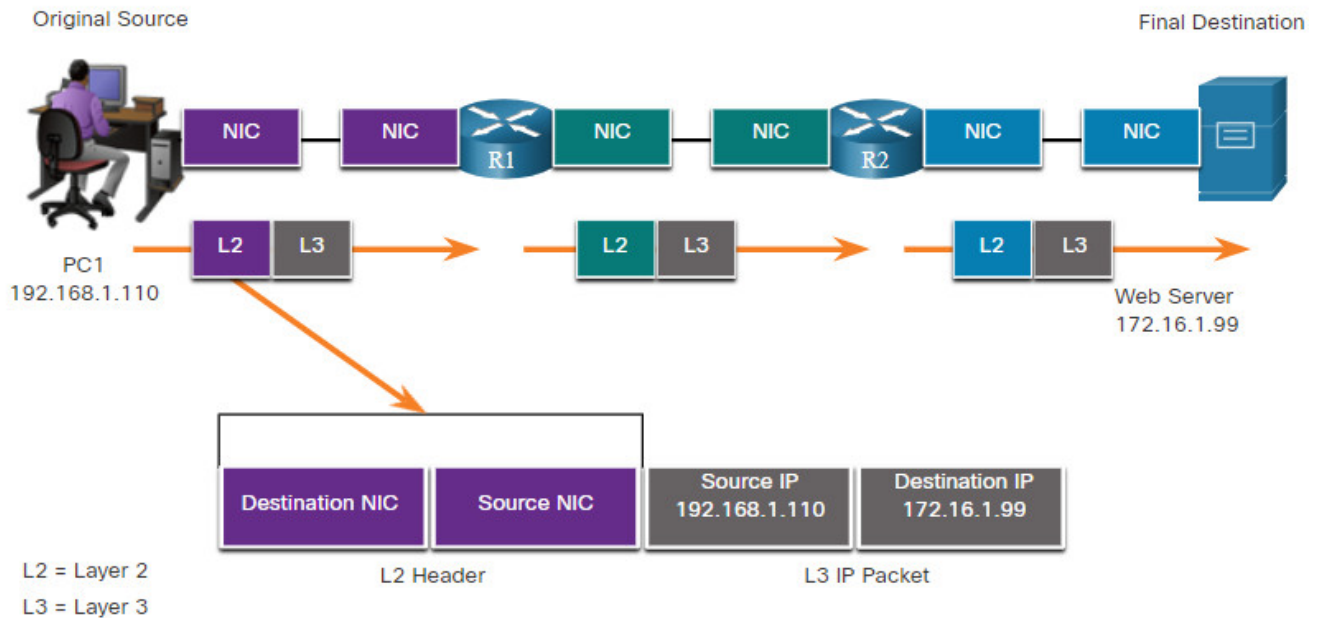 Original Source
Final Destination
NIC
NIC
R1
NIC
NIC
R2
NIC
NIC
L2 L3
L2 L3
L2 L3
PC1
192.168.1.110
Web Server
172.16.1.99
Destination NIC
Source NIC
Source IP
192.168.1.110
Destination IP
172.16.1.99
L2 = Layer 2
L2 Header
L3 IP Packet
L3 = Layer 3